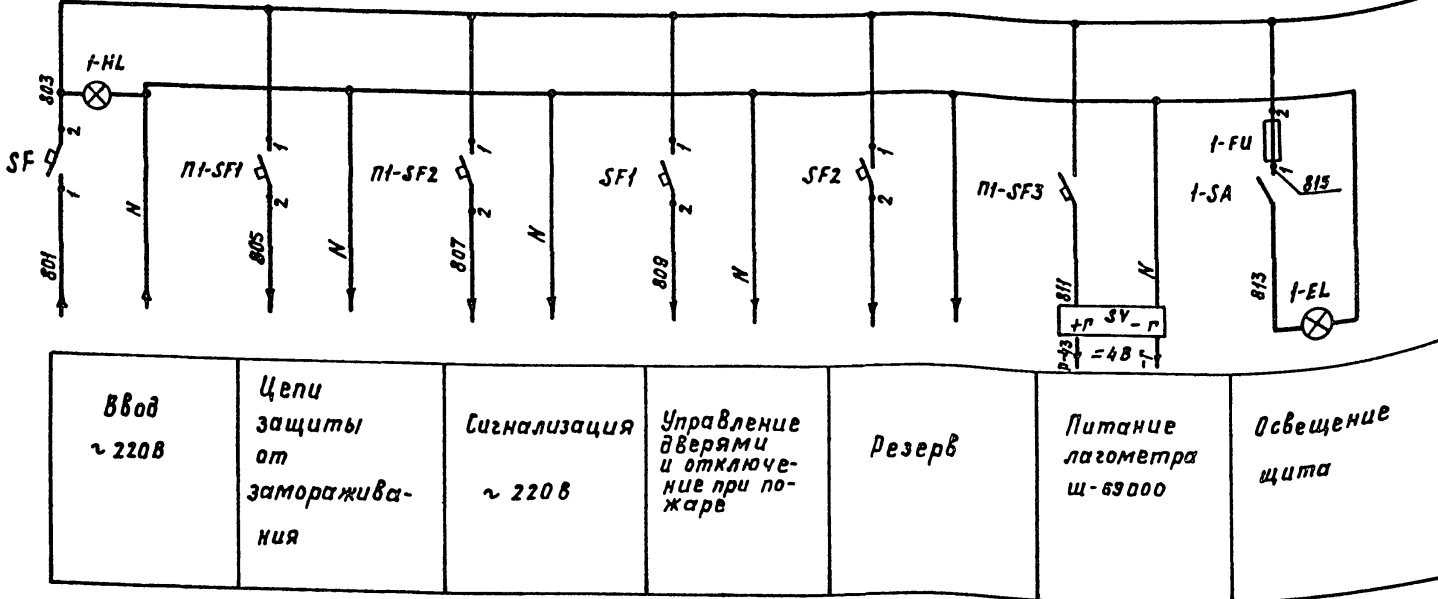 1-HL
803
2
SF
1
801
N
П1-SF1
1
2
805
N
П1-SF2
1
2
807
N
SF1
1
2
809
N
SF2
1
2
П1-SF3
811
N
+Г SV -Г
=4В
-Г
2
1-FU
1
815
1-SA
813
1-EL
Ввод
~220В
Цепи
защиты
от
заморажива-
ния
Сигнализация
~ 220 В
Управление
дверями
и отключе-
ние при по-
жаре
Резерв
Питание
лагометра
Щ-69000
Освещение
щита